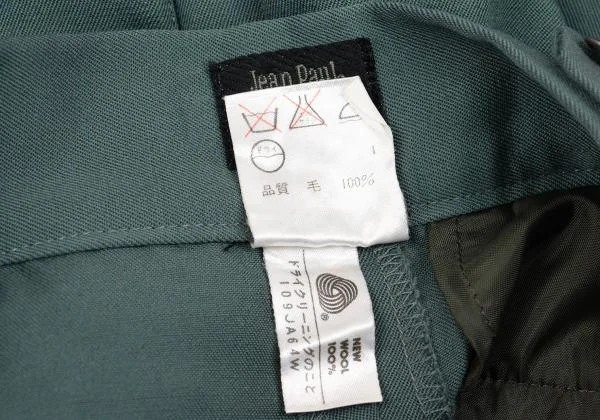 Jean Paul
ドライ
1
品質 毛 100%
NEW
WOOL
100%
ドライクリーニングのこと
109JA64W